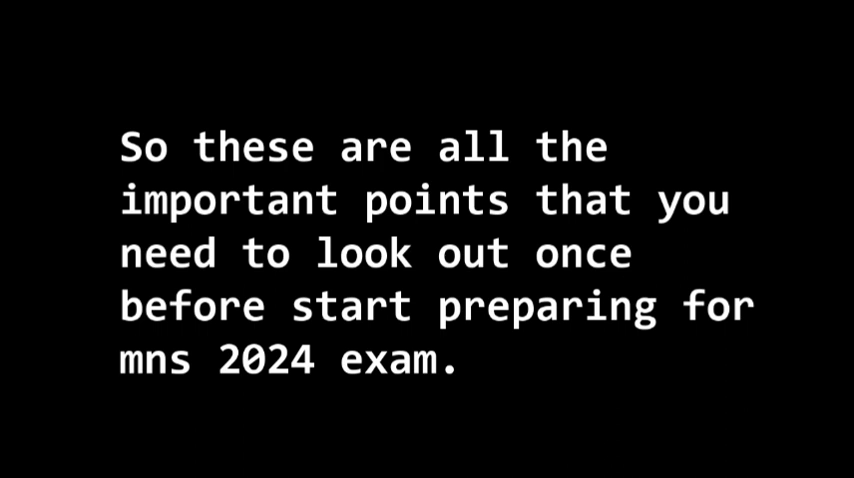 So these are all the
important points that you
need to look out once
before start preparing for
mns 2024 exam.